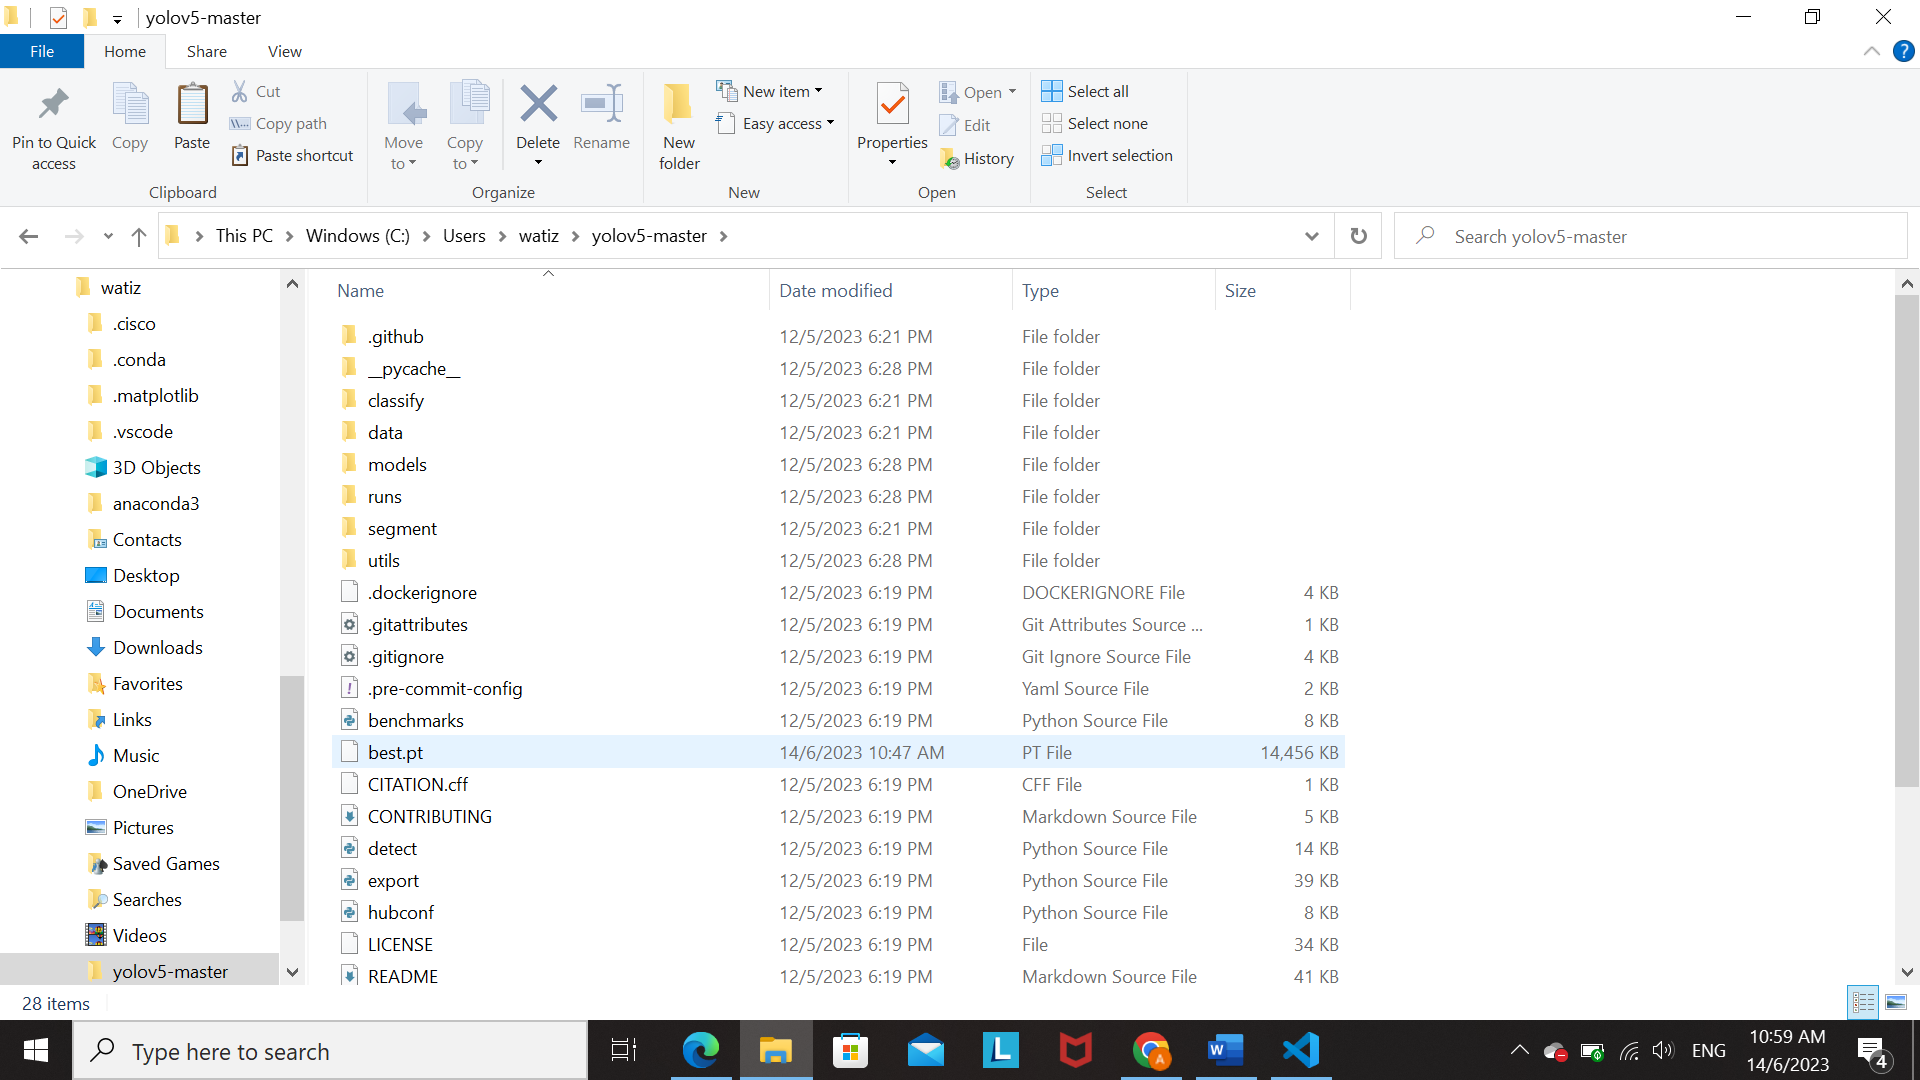 yolov5-master
File Home Share View
Pin to Quick access
Copy
Paste
Cut
Copy path
Paste shortcut
Clipboard
Move to
Copy to
Delete
Rename
Organize
New folder
New item
Easy access
New
Properties
Open
Edit
History
Open
Select all
Select none
Invert selection
Select
This PC Windows (C:) Users watiz yolov5-master
Search yolov5-master
watiz
.cisco
.conda
.matplotlib
.vscode
3D Objects
anaconda3
Contacts
Desktop
Documents
Downloads
Favorites
Links
Music
OneDrive
Pictures
Saved Games
Searches
Videos
yolov5-master
Name Date modified Type Size
.github 12/5/2023 6:21 PM File folder
__pycache__ 12/5/2023 6:28 PM File folder
classify 12/5/2023 6:21 PM File folder
data 12/5/2023 6:21 PM File folder
models 12/5/2023 6:28 PM File folder
runs 12/5/2023 6:28 PM File folder
segment 12/5/2023 6:21 PM File folder
utils 12/5/2023 6:28 PM File folder
.dockerignore 12/5/2023 6:19 PM DOCKERIGNORE File 4 KB
.gitattributes 12/5/2023 6:19 PM Git Attributes Source ... 1 KB
.gitignore 12/5/2023 6:19 PM Git Ignore Source File 4 KB
.pre-commit-config 12/5/2023 6:19 PM Yaml Source File 2 KB
benchmarks 12/5/2023 6:19 PM Python Source File 8 KB
best.pt 14/6/2023 10:47 AM PT File 14,456 KB
CITATION.cff 12/5/2023 6:19 PM CFF File 1 KB
CONTRIBUTING 12/5/2023 6:19 PM Markdown Source File 5 KB
detect 12/5/2023 6:19 PM Python Source File 14 KB
export 12/5/2023 6:19 PM Python Source File 39 KB
hubconf 12/5/2023 6:19 PM Python Source File 8 KB
LICENSE 12/5/2023 6:19 PM File 34 KB
README 12/5/2023 6:19 PM Markdown Source File 41 KB
28 items
Type here to search
L
A
W
ENG
10:59 AM
14/6/2023
4